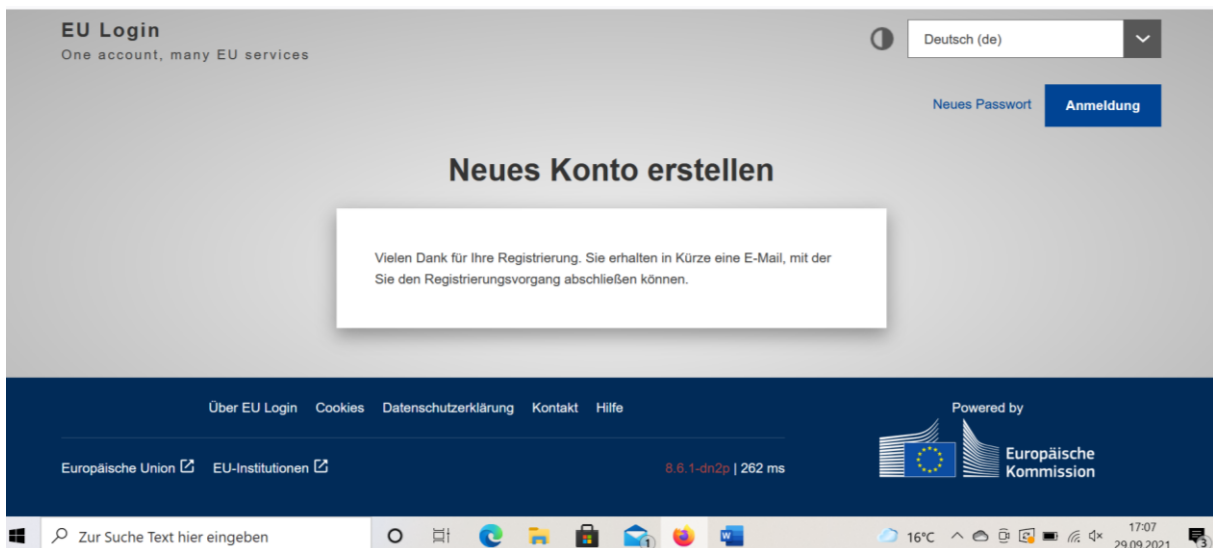 EU Login
One account, many EU services
Deutsch (de)
Neues Passwort
Anmeldung
Neues Konto erstellen
Vielen Dank für Ihre Registrierung. Sie erhalten in Kürze eine E-Mail, mit der
Sie den Registrierungsvorgang abschließen können.
Über EU Login Cookies Datenschutzerklärung Kontakt Hilfe
Powered by
Europäische Union EU-Institutionen
8.6.1-dn2p | 262 ms
Europäische
Kommission
Zur Suche Text hier eingeben
1
16°C
17:07
29.09.2021
3